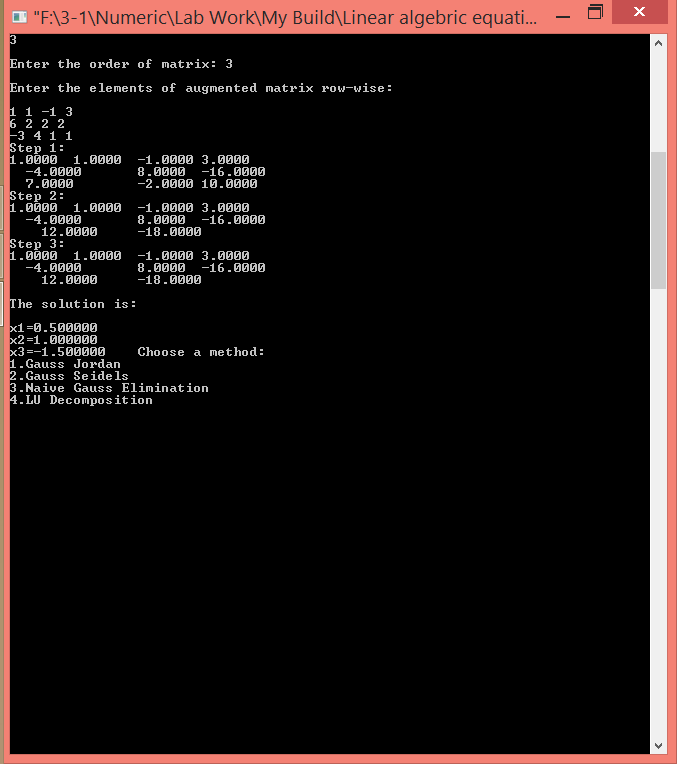 "F:\3-1\Numeric\Lab Work\My Build\Linear algebric equati...
3
Enter the order of matrix: 3
Enter the elements of augmented matrix row-wise:
1 1 -1 3
6 2 2 2
-3 4 1 1
Step 1:
1.0000  1.0000  -1.0000 3.0000
  -4.0000       8.0000  -16.0000
  7.0000        -2.0000 10.0000
Step 2:
1.0000  1.0000  -1.0000 3.0000
  -4.0000       8.0000  -16.0000
    12.0000     -18.0000
Step 3:
1.0000  1.0000  -1.0000 3.0000
  -4.0000       8.0000  -16.0000
    12.0000     -18.0000
The solution is:
x1=0.500000
x2=1.000000
x3=-1.500000    Choose a method:
1.Gauss Jordan
2.Gauss Seidels
3.Naive Gauss Elimination
4.LU Decomposition